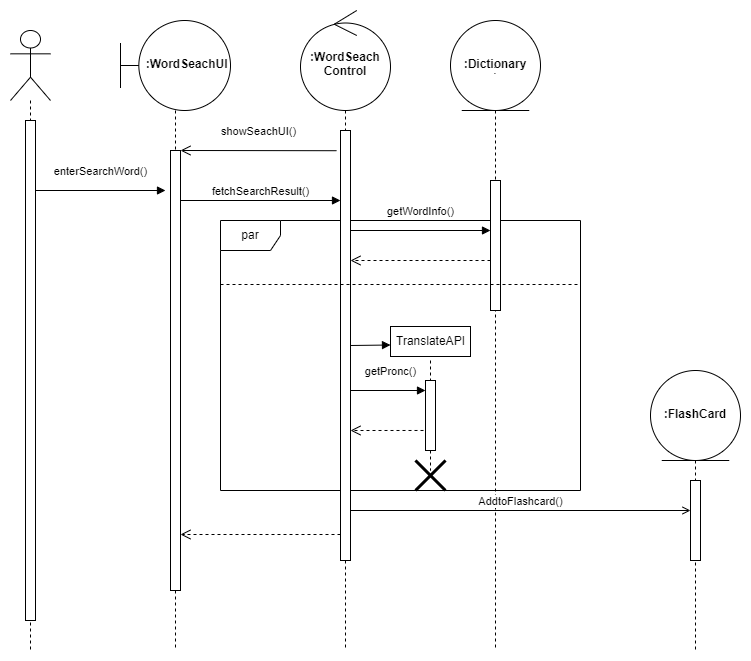 :WordSeachUI
:WordSeach
Control
:Dictionary
showSeachUI()
enterSearchWord()
fetchSearchResult()
getWordInfo()
par
TranslateAPI
getPronc()
:FlashCard
AddtoFlashcard()